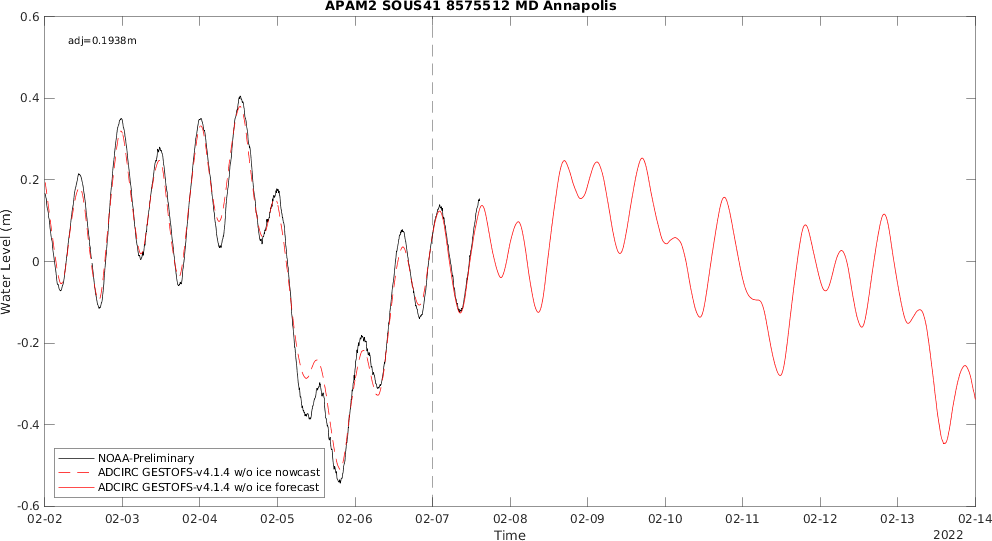 APAM2 SOUS41 8575512 MD Annapolis
adj=0.1938m
0.6
0.4
0.2
0
-0.2
-0.4
-0.6
Water Level (m)
NOAA-Preliminary
ADCIRC GESTOFS-v4.1.4 w/o ice nowcast
ADCIRC GESTOFS-v4.1.4 w/o ice forecast
02-02 02-03 02-04 02-05 02-06 02-07 02-08 02-09 02-10 02-11 02-12 02-13 02-14
Time
2022